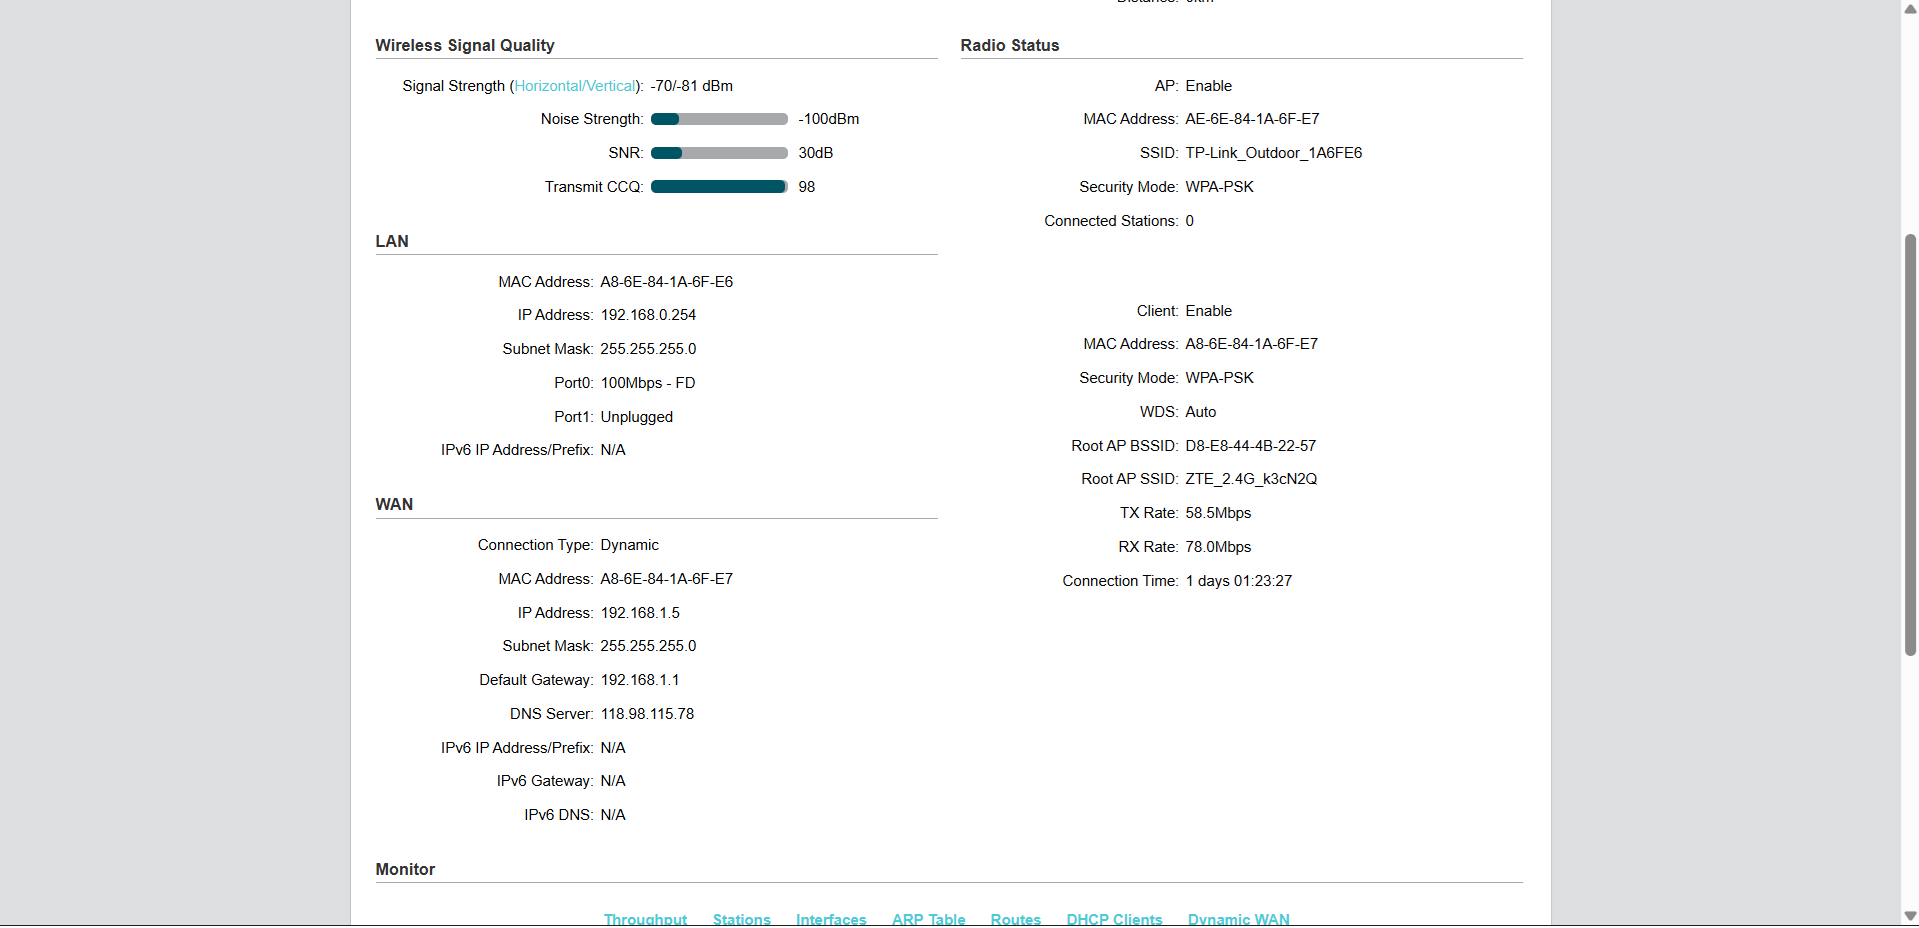 Distance: 0km
Wireless Signal Quality
Signal Strength (Horizontal/Vertical): -70/-81 dBm
Noise Strength: -100dBm
SNR: 30dB
Transmit CCQ: 98
LAN
MAC Address: A8-6E-84-1A-6F-E6
IP Address: 192.168.0.254
Subnet Mask: 255.255.255.0
Port0: 100Mbps - FD
Port1: Unplugged
IPv6 IP Address/Prefix: N/A
WAN
Connection Type: Dynamic
MAC Address: A8-6E-84-1A-6F-E7
IP Address: 192.168.1.5
Subnet Mask: 255.255.255.0
Default Gateway: 192.168.1.1
DNS Server: 118.98.115.78
IPv6 IP Address/Prefix: N/A
IPv6 Gateway: N/A
IPv6 DNS: N/A
Radio Status
AP: Enable
MAC Address: AE-6E-84-1A-6F-E7
SSID: TP-Link_Outdoor_1A6FE6
Security Mode: WPA-PSK
Connected Stations: 0
Client: Enable
MAC Address: A8-6E-84-1A-6F-E7
Security Mode: WPA-PSK
WDS: Auto
Root AP BSSID: D8-E8-44-4B-22-57
Root AP SSID: ZTE_2.4G_k3cN2Q
TX Rate: 58.5Mbps
RX Rate: 78.0Mbps
Connection Time: 1 days 01:23:27
Monitor
Throughput Stations Interfaces ARP Table Routes DHCP Clients Dynamic WAN